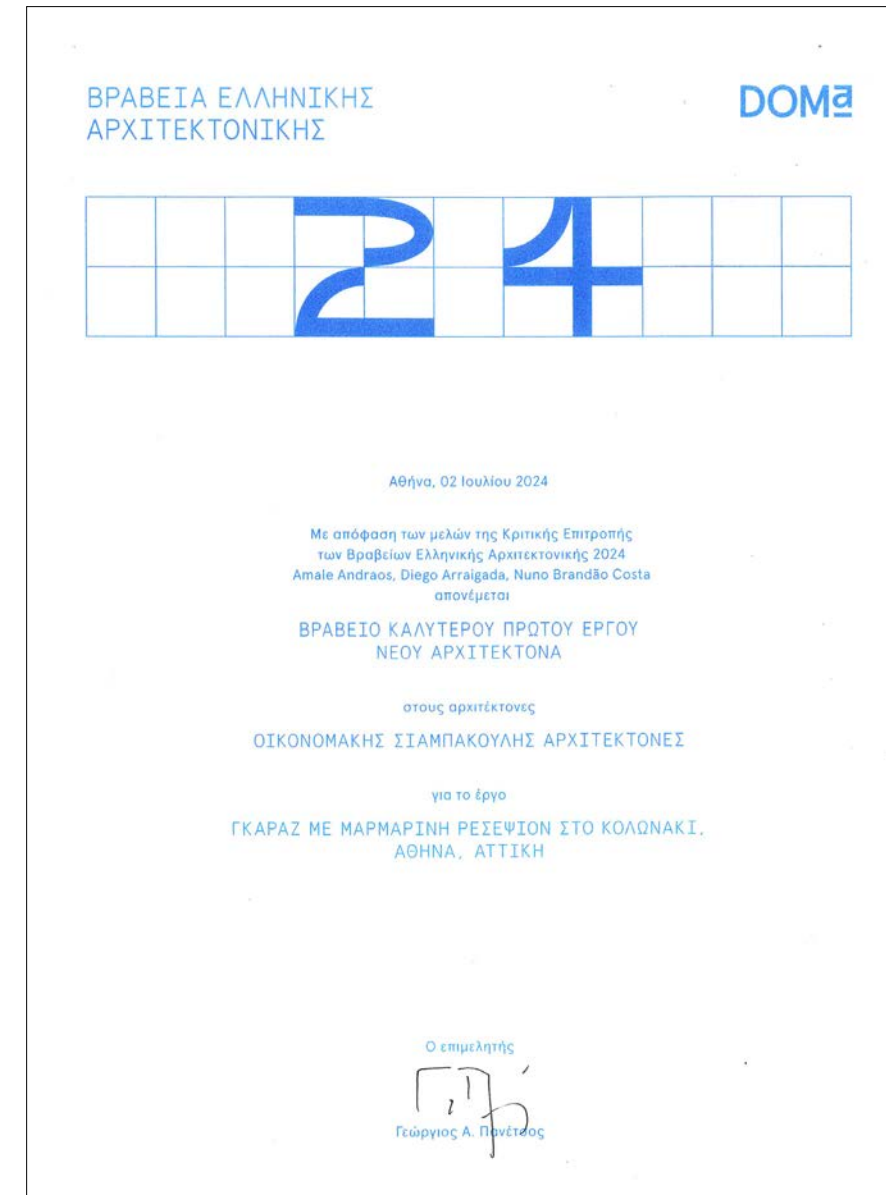 ΒΡΑΒΕΙΑ ΕΛΛΗΝΙΚΗΣ
ΑΡΧΙΤΕΚΤΟΝΙΚΗΣ
DOMa
24
Αθήνα, 02 Ιουλίου 2024
Με απόφαση των μελών της Κριτικής Επιτροπής
των Βραβείων Ελληνικής Αρχιτεκτονικής 2024
Amale Andraos, Diego Arraigada, Nuno Brandão Costa
απονέμεται
ΒΡΑΒΕΙΟ ΚΑΛΥΤΕΡΟΥ ΠΡΩΤΟΥ ΕΡΓΟΥ
ΝΕΟΥ ΑΡΧΙΤΕΚΤΟΝΑ
στους αρχιτέκτονες
ΟΙΚΟΝΟΜΑΚΗΣ ΣΙΑΜΠΑΚΟΥΛΗΣ ΑΡΧΙΤΕΚΤΟΝΕΣ
για το έργο
ΓΚΑΡΑΖ ΜΕ ΜΑΡΜΑΡΙΝΗ ΡΕΣΕΨΙΟΝ ΣΤΟ ΚΟΛΩΝΑΚΙ,
ΑΘΗΝΑ, ΑΤΤΙΚΗ
Ο επιμελητής
Γεώργιος Α. Πανέτσος